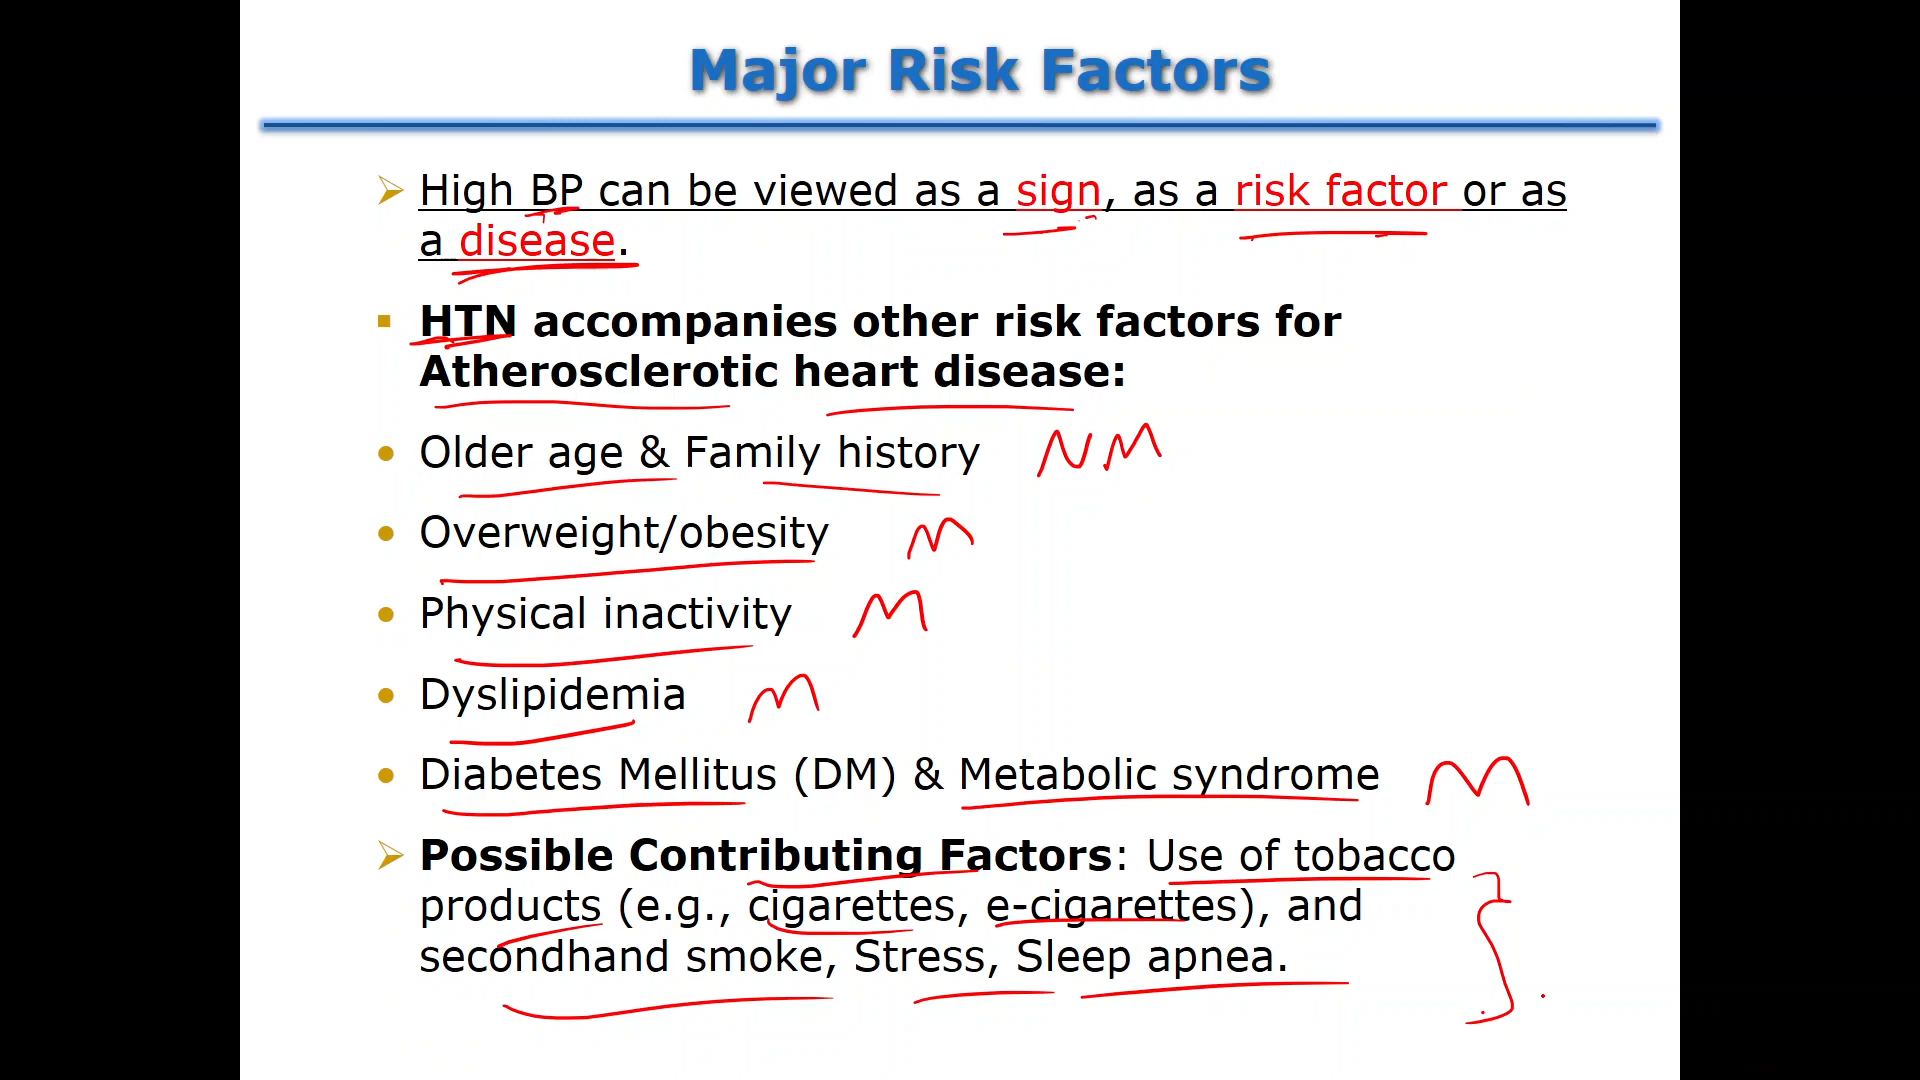 Major Risk Factors
➢ High BP can be viewed as a sign, as a risk factor or as
a disease.
▪ HTN accompanies other risk factors for
Atherosclerotic heart disease:
• Older age & Family history NM
• Overweight/obesity M
• Physical inactivity M
• Dyslipidemia M
• Diabetes Mellitus (DM) & Metabolic syndrome M
➢ Possible Contributing Factors: Use of tobacco
products (e.g., cigarettes, e-cigarettes), and
secondhand smoke, Stress, Sleep apnea.